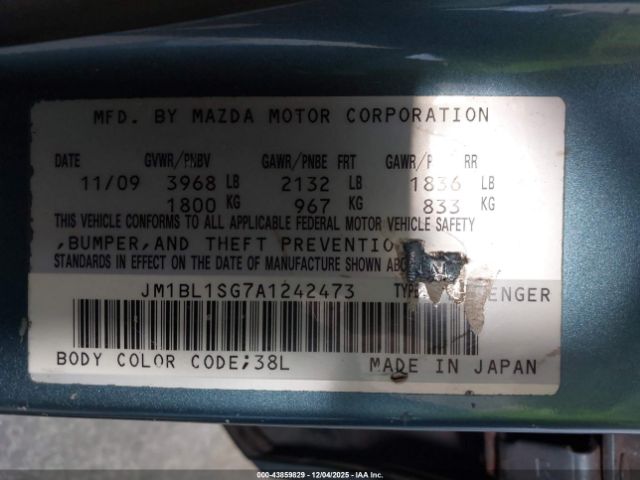 MFD. BY MAZDA MOTOR CORPORATION
DATE GVWR/PNBV GAWR/PNBE FRT GAWR/P RR
11/09 3968 LB 2132 LB 1836 LB
1800 KG 967 KG 833 KG
THIS VEHICLE CONFORMS TO ALL APPLICABLE FEDERAL MOTOR VEHICLE SAFETY
,BUMPER,AND THEFT PREVENTIO
STANDARDS IN EFFECT ON THE DATE OF MANUFACTURE SHOWN ABO
JM1BL1SG7A1242473 TYPE ENGER
BODY COLOR CODE;38L MADE IN JAPAN
000-43859829 - 12/04/2025 - IAA Inc. Copyright